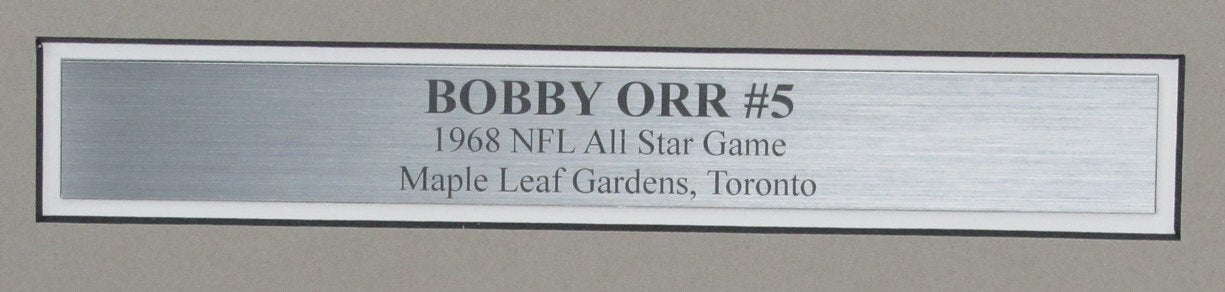 BOBBY ORR #5
1968 NFL All Star Game
Maple Leaf Gardens, Toronto